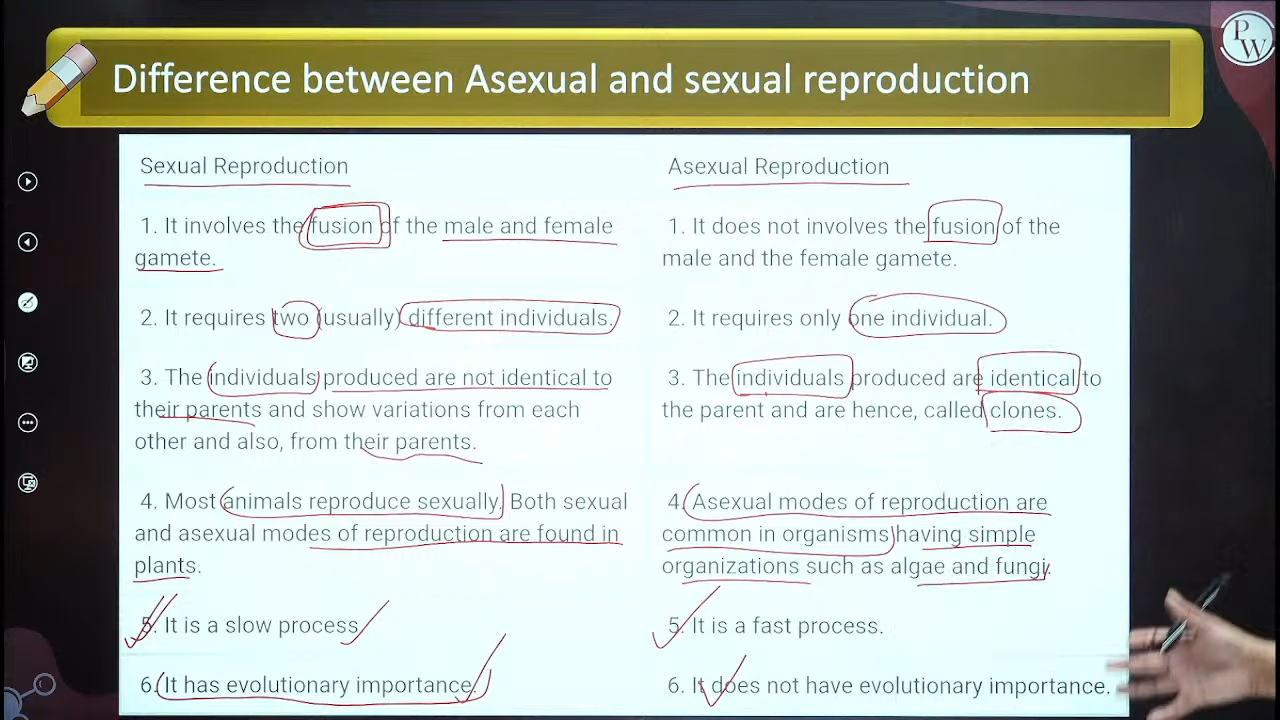 PW
Difference between Asexual and sexual reproduction
Sexual Reproduction
1. It involves the fusion of the male and female
gamete.
2. It requires two (usually) different individuals.
3. The individuals produced are not identical to
their parents and show variations from each
other and also, from their parents.
4. Most animals reproduce sexually. Both sexual
and asexual modes of reproduction are found in
plants.
5. It is a slow process
6. It has evolutionary importance.
Asexual Reproduction
1. It does not involves the fusion of the
male and the female gamete.
2. It requires only one individual.
3. The individuals produced are identical to
the parent and are hence, called clones.
4. Asexual modes of reproduction are
common in organisms having simple
organizations such as algae and fungi.
5. It is a fast process.
6. It does not have evolutionary importance.